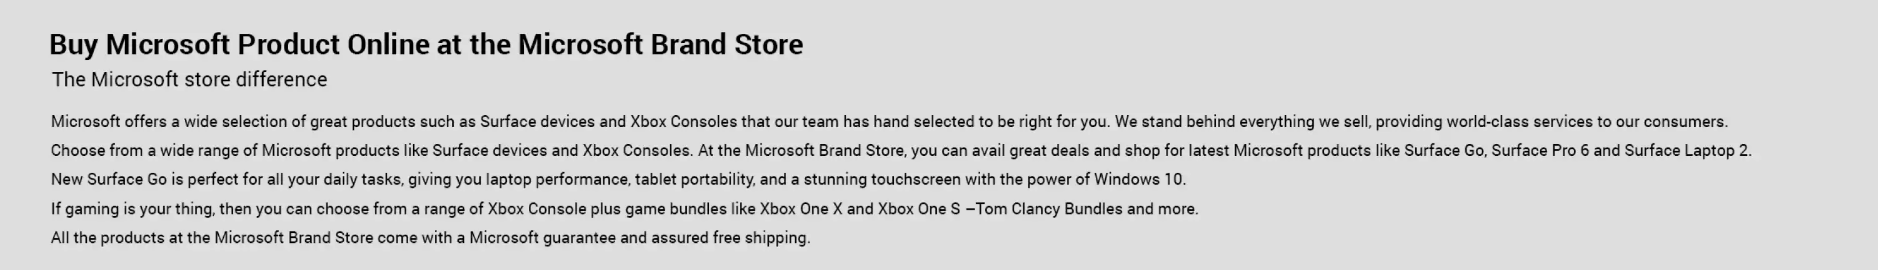 Buy Microsoft Product Online at the Microsoft Brand Store
The Microsoft store difference
Microsoft offers a wide selection of great products such as Surface devices and Xbox Consoles that our team has hand selected to be right for you. We stand behind everything we sell, providing world-class services to our consumers.
Choose from a wide range of Microsoft products like Surface devices and Xbox Consoles. At the Microsoft Brand Store, you can avail great deals and shop for latest Microsoft products like Surface Go, Surface Pro 6 and Surface Laptop 2.
New Surface Go is perfect for all your daily tasks, giving you laptop performance, tablet portability, and a stunning touchscreen with the power of Windows 10.
If gaming is your thing, then you can choose from a range of Xbox Console plus game bundles like Xbox One X and Xbox One S –Tom Clancy Bundles and more.
All the products at the Microsoft Brand Store come with a Microsoft guarantee and assured free shipping.